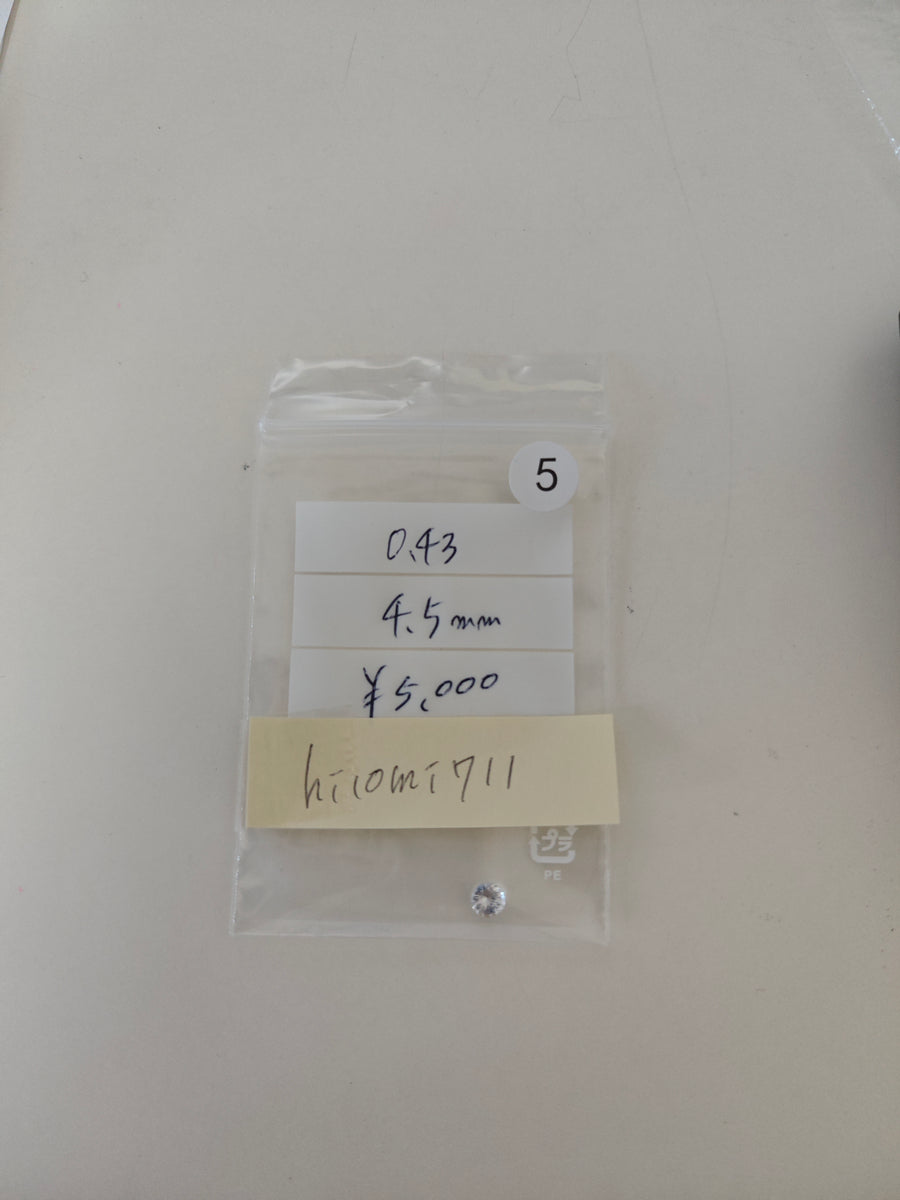 5
0.43
4.5mm
¥5,000
hiromi711
プラ
PE